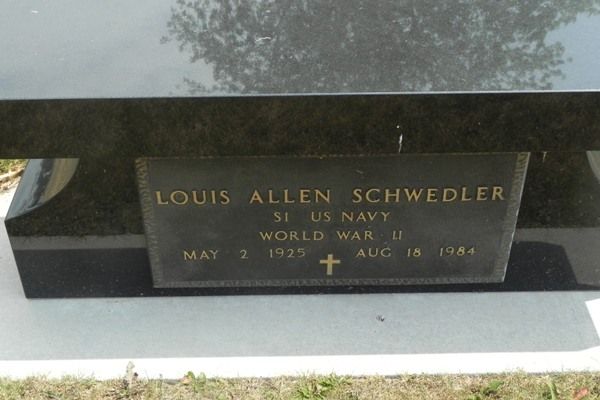 LOUIS ALLEN SCHWEDLER
S1 US NAVY
WORLD WAR II
MAY 2 1925 AUG 18 1984